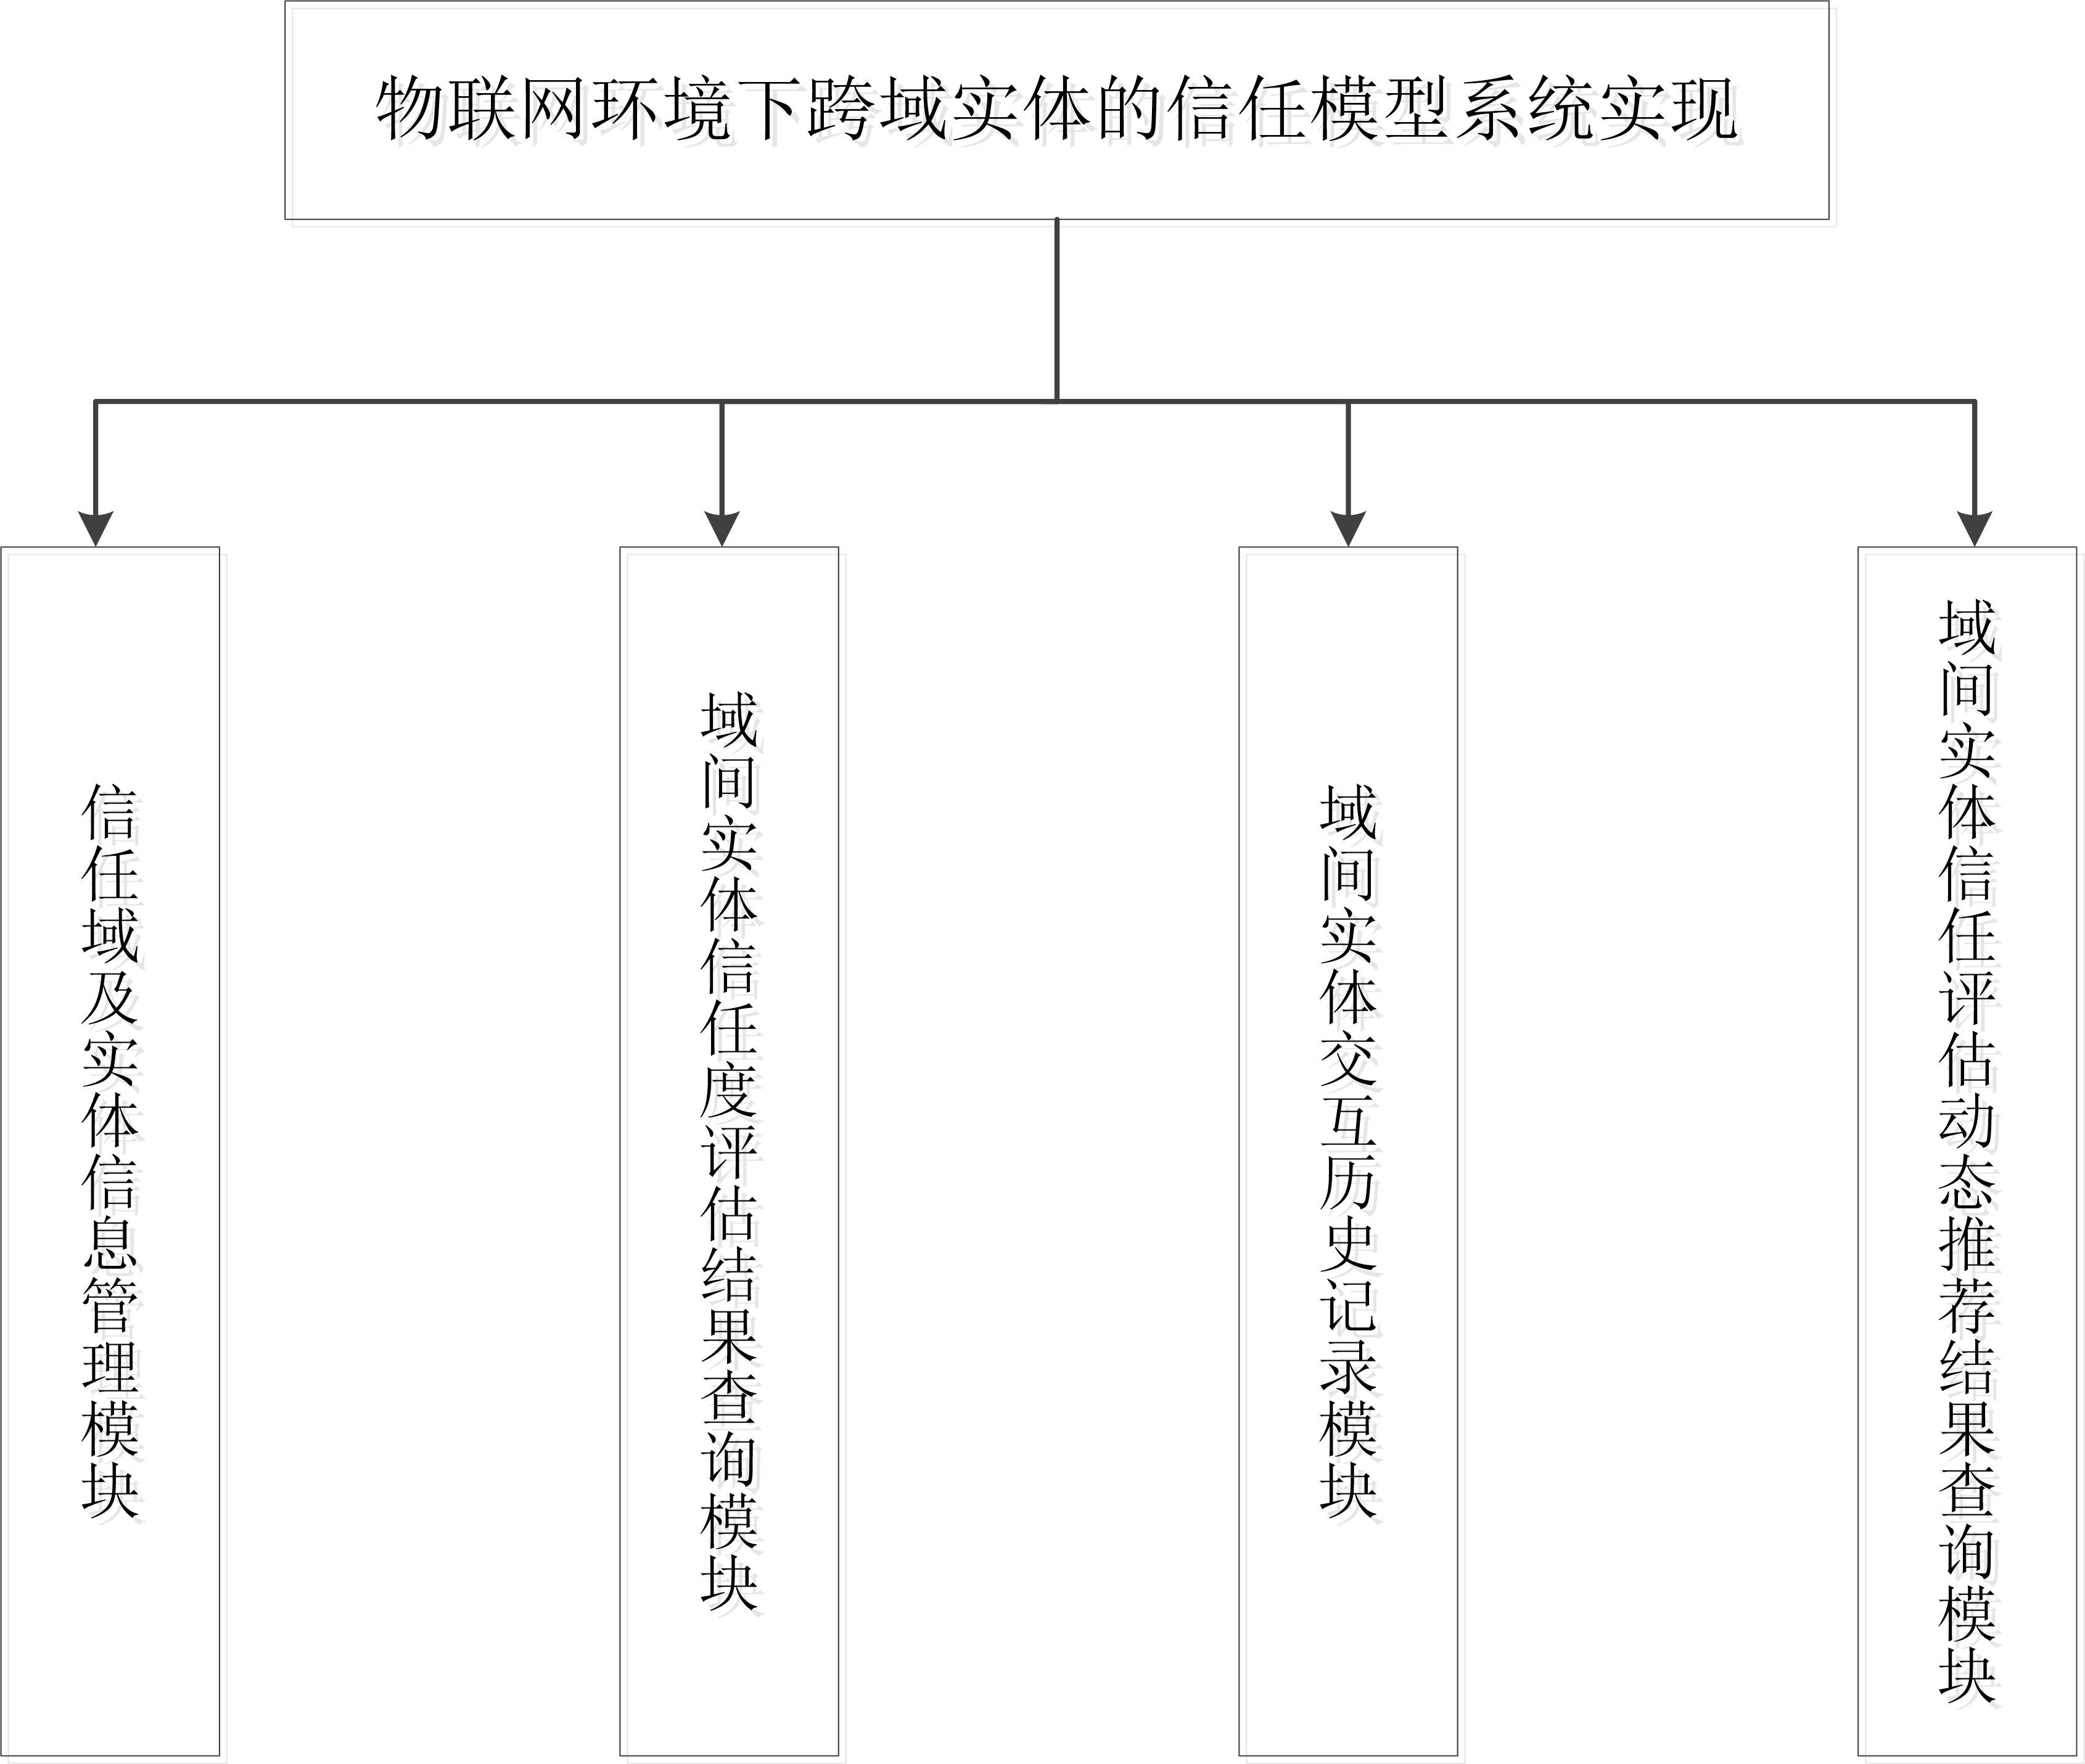 物联网环境下跨域实体的信任模型系统实现
信任域及实体信息管理模块
域间实体信任度评估结果查询模块
域间实体交互历史记录模块
域间实体信任评估动态推荐结果查询模块